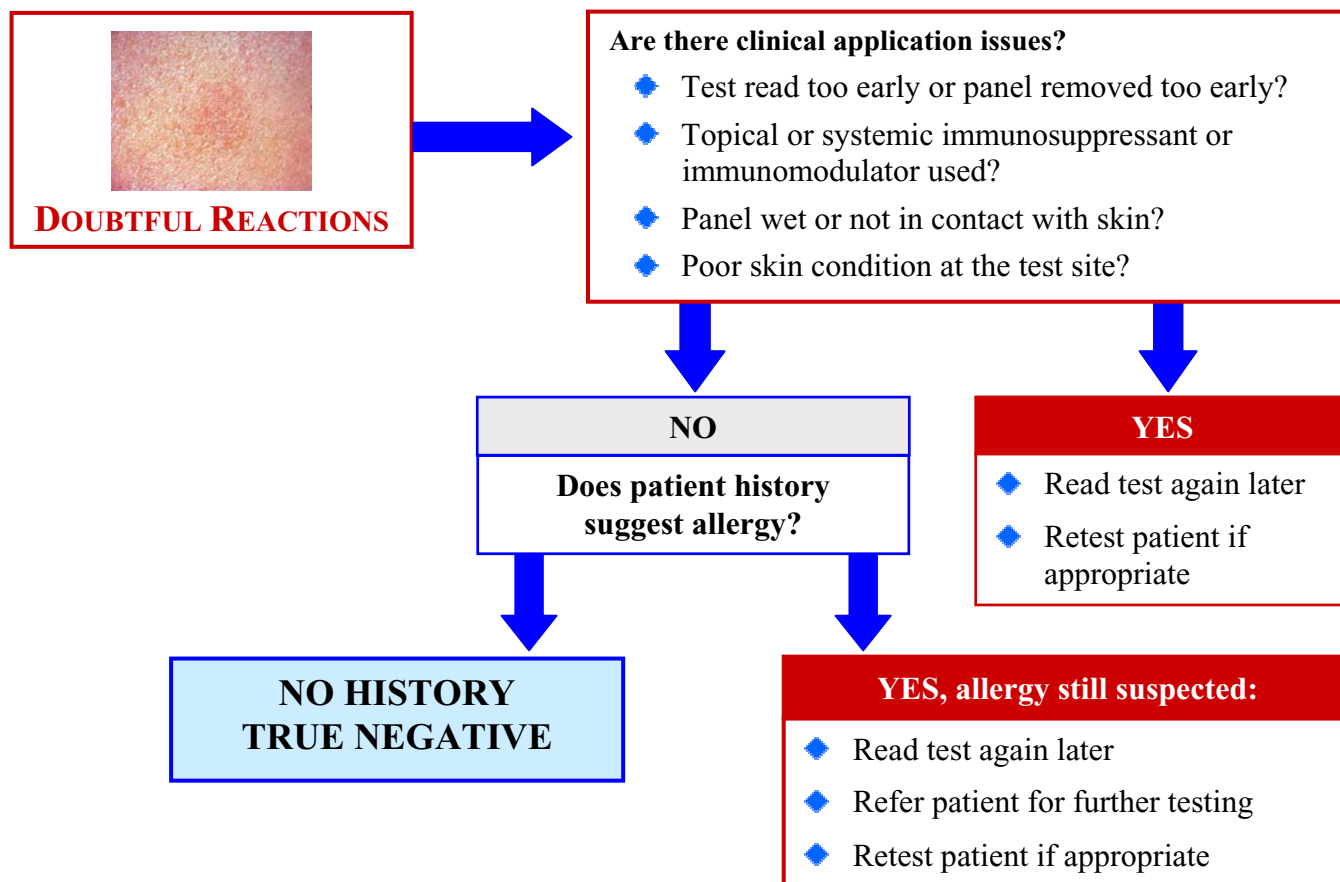 DOUBTFUL REACTIONS
Are there clinical application issues?
Test read too early or panel removed too early?
Topical or systemic immunosuppressant or
immunomodulator used?
Panel wet or not in contact with skin?
Poor skin condition at the test site?
NO
Does patient history
suggest allergy?
YES
Read test again later
Retest patient if
appropriate
NO HISTORY
TRUE NEGATIVE
YES, allergy still suspected:
Read test again later
Refer patient for further testing
Retest patient if appropriate